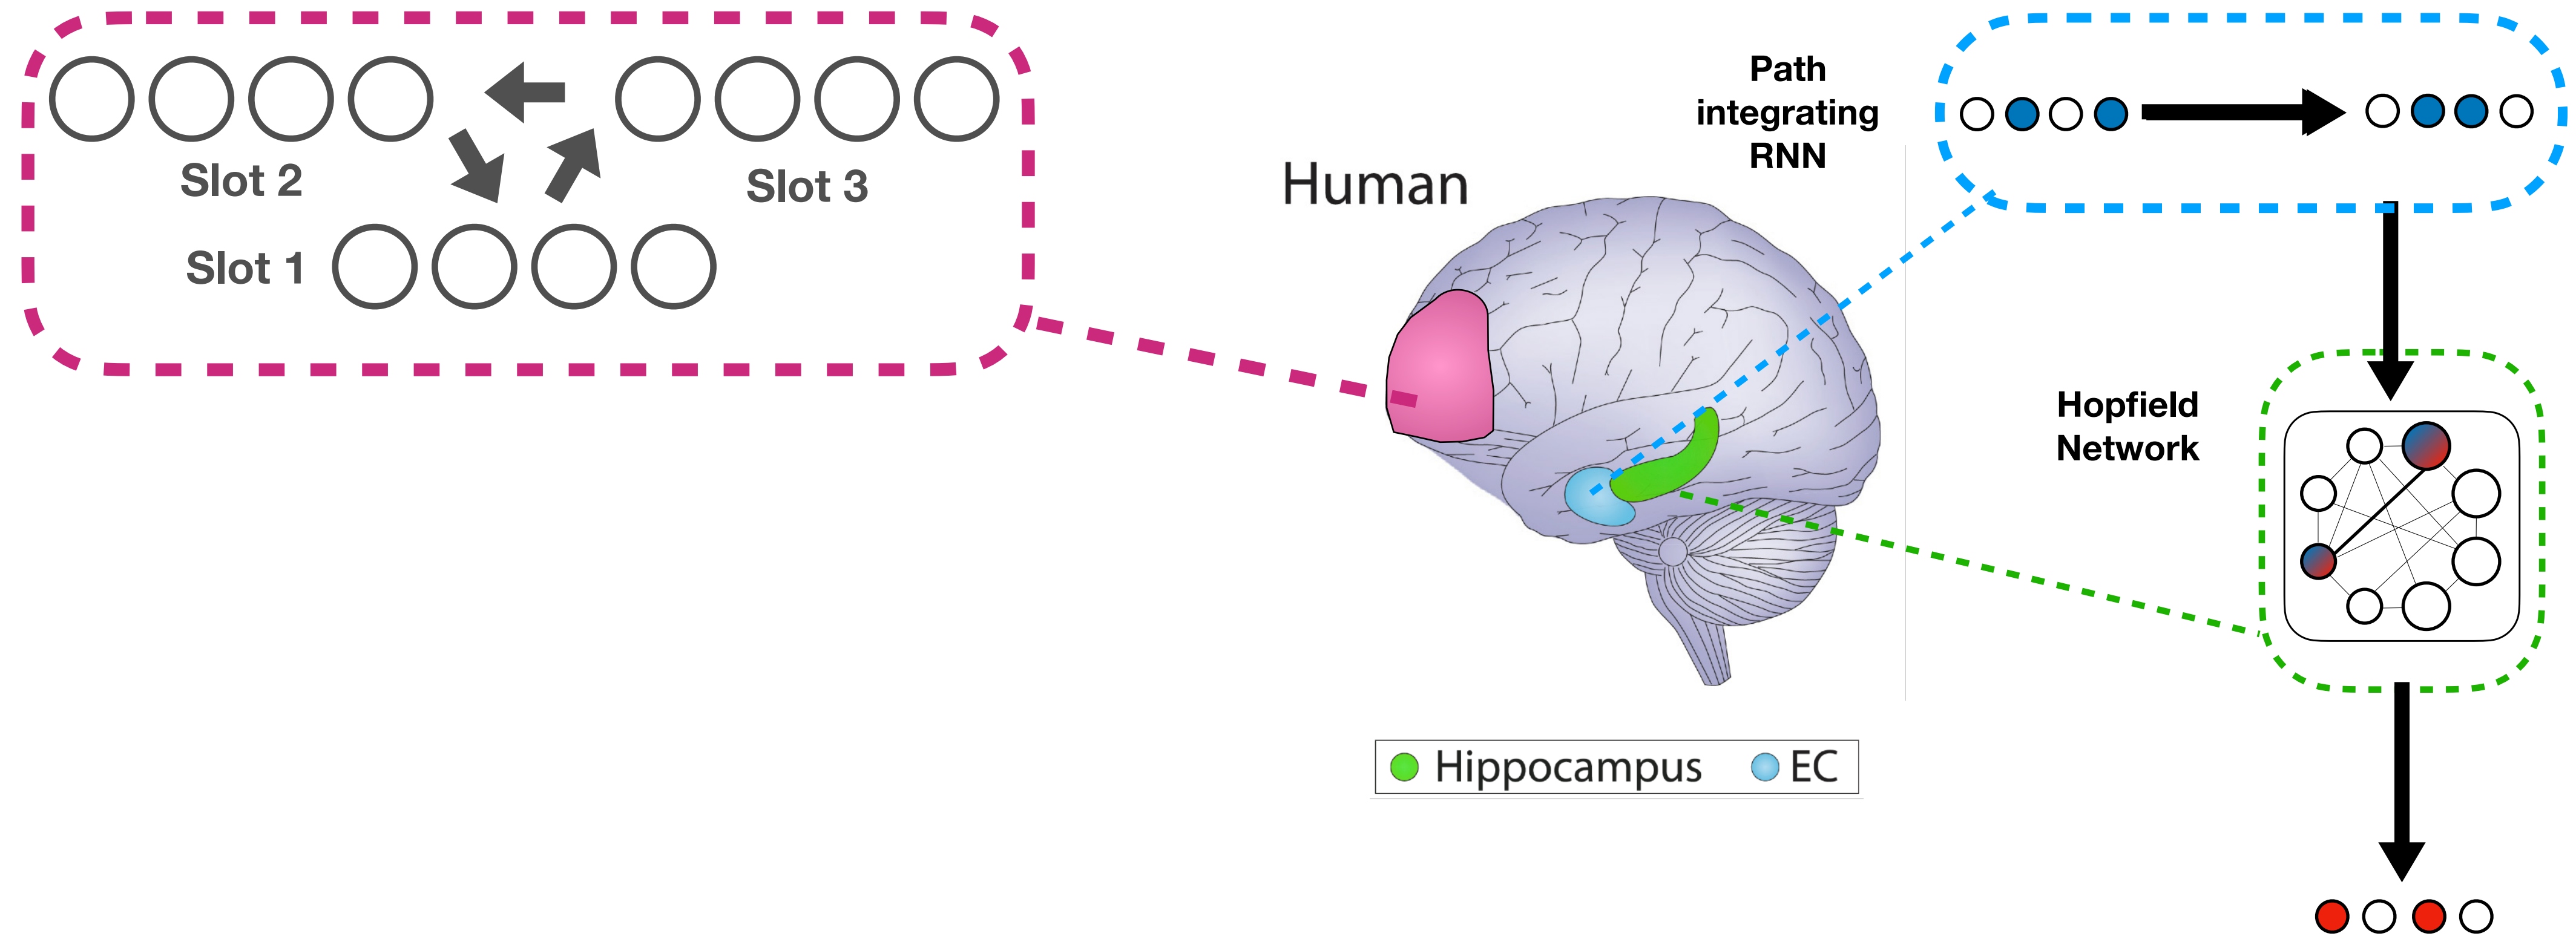 Slot 2
Slot 3
Slot 1
Human
Path
integrating
RNN
Hopfield
Network
Hippocampus
EC